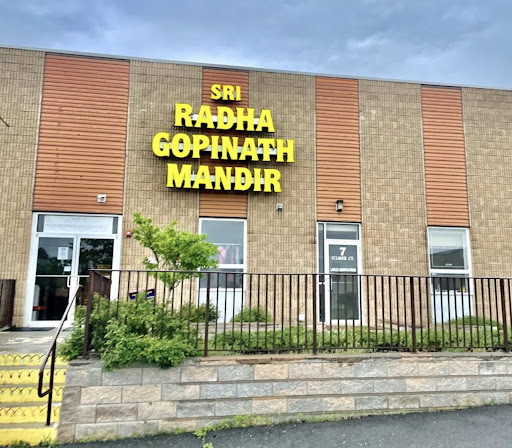 SRI
RADHA
GOPINATH
MANDIR
7